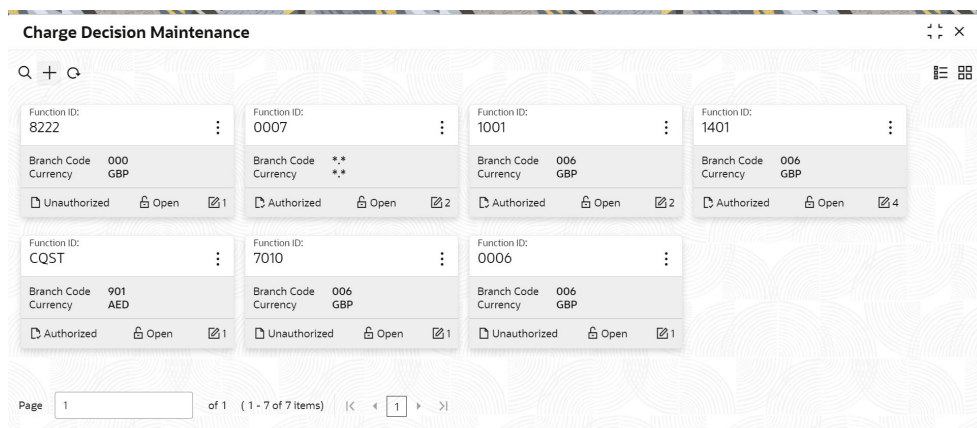 Charge Decision Maintenance
Function ID:
8222
Branch Code 000
Currency GBP
Unauthorized Open 1
Function ID:
0007
Branch Code *.*
Currency *.*
Authorized Open 2
Function ID:
1001
Branch Code 006
Currency GBP
Authorized Open 2
Function ID:
1401
Branch Code 006
Currency GBP
Authorized Open 4
Function ID:
CQST
Branch Code 901
Currency AED
Authorized Open 1
Function ID:
7010
Branch Code 006
Currency GBP
Unauthorized Open 1
Function ID:
0006
Branch Code 006
Currency GBP
Unauthorized Open 1
Page 1 of 1 ( 1 - 7 of 7 items) 1